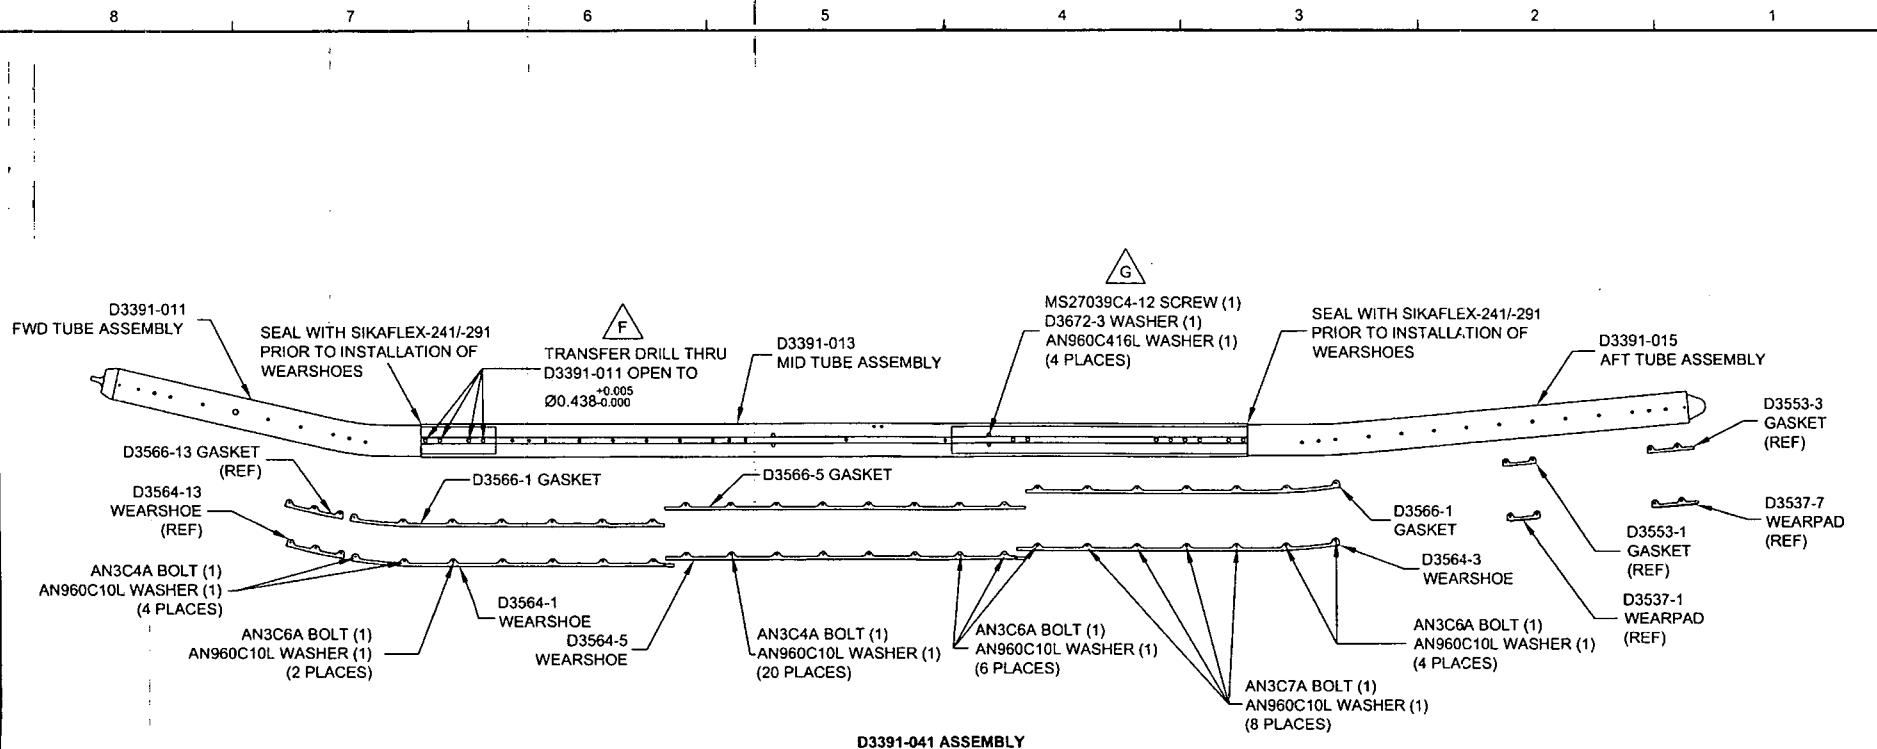 8 7 6 5 4 3 2 1
D3391-011
FWD TUBE ASSEMBLY
SEAL WITH SIKAFLEX-241/-291
PRIOR TO INSTALLATION OF
WEARSHOES
F
TRANSFER DRILL THRU
D3391-011 OPEN TO
Ø0.438 +0.005 -0.000
D3391-013
MID TUBE ASSEMBLY
G
MS27039C4-12 SCREW (1)
D3672-3 WASHER (1)
AN960C416L WASHER (1)
(4 PLACES)
SEAL WITH SIKAFLEX-241/-291
PRIOR TO INSTALLATION OF
WEARSHOES
D3391-015
AFT TUBE ASSEMBLY
D3553-3
GASKET
(REF)
D3566-13 GASKET
(REF)
D3566-1 GASKET
D3566-5 GASKET
D3564-13
WEARSHOE
(REF)
D3566-1
GASKET
D3537-7
WEARPAD
(REF)
D3553-1
GASKET
(REF)
D3564-3
WEARSHOE
AN3C4A BOLT (1)
AN960C10L WASHER (1)
(4 PLACES)
D3564-1
WEARSHOE
D3537-1
WEARPAD
(REF)
AN3C6A BOLT (1)
AN960C10L WASHER (1)
(2 PLACES)
D3564-5
WEARSHOE
AN3C4A BOLT (1)
AN960C10L WASHER (1)
(20 PLACES)
AN3C6A BOLT (1)
AN960C10L WASHER (1)
(6 PLACES)
AN3C6A BOLT (1)
AN960C10L WASHER (1)
(4 PLACES)
AN3C7A BOLT (1)
AN960C10L WASHER (1)
(8 PLACES)
D3391-041 ASSEMBLY